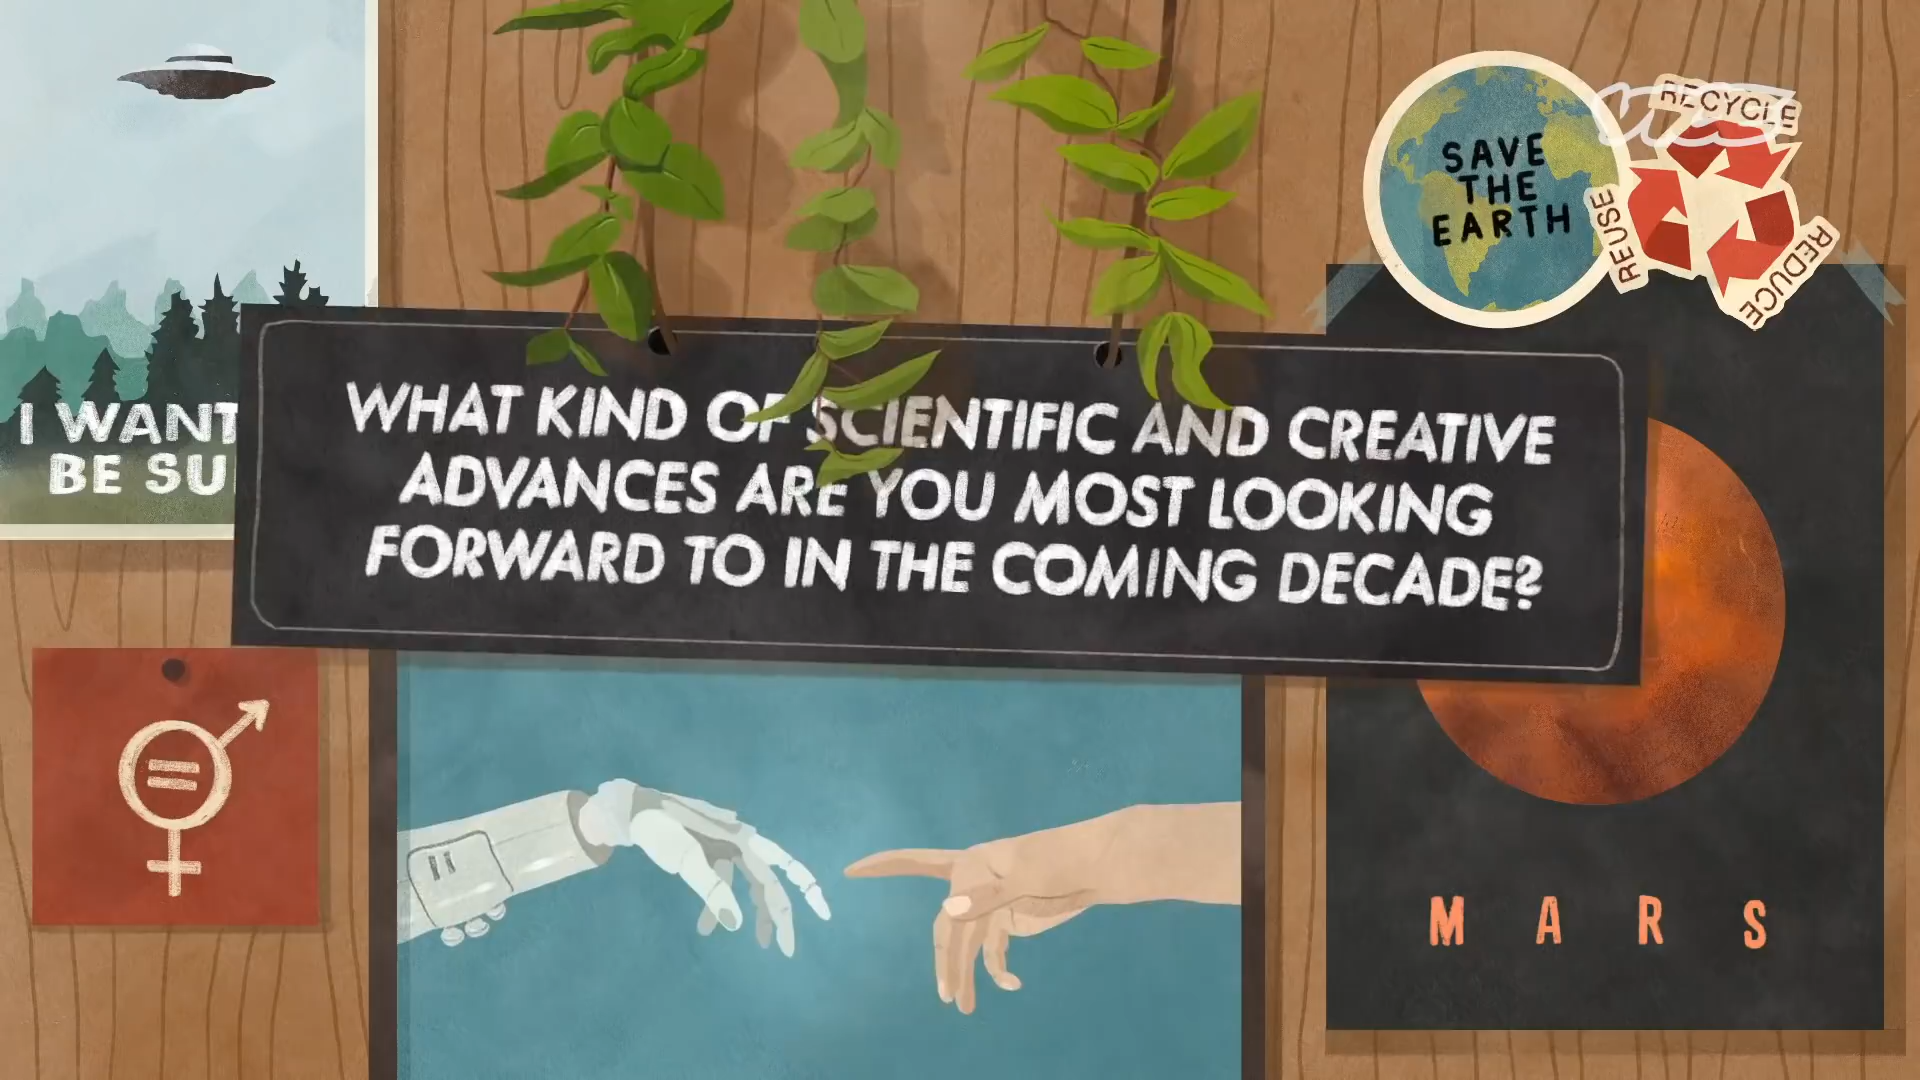 SAVE
THE
EARTH
RECYCLE
REUSE
REDUCE
I WANT
BE SU
WHAT KIND OF SCIENTIFIC AND CREATIVE
ADVANCES ARE YOU MOST LOOKING
FORWARD TO IN THE COMING DECADE?
MARS